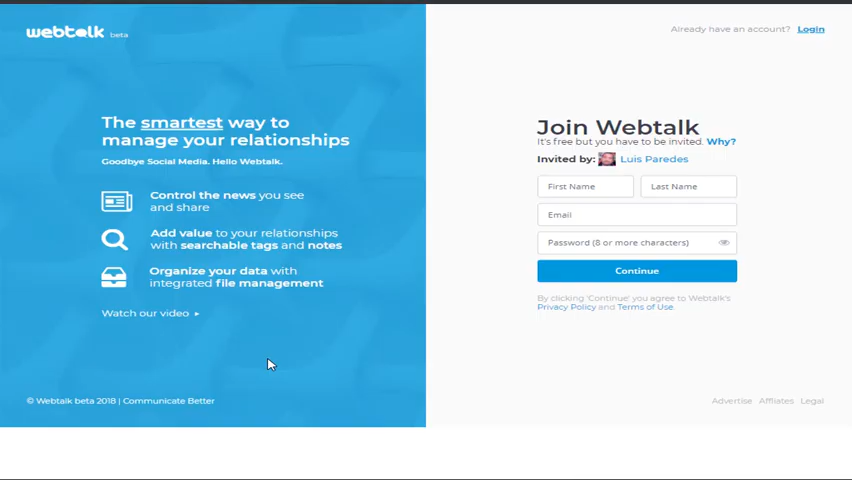 webtalk beta
Already have an account? Login
The smartest way to
manage your relationships
Goodbye Social Media. Hello Webtalk.
Control the news you see
and share
Add value to your relationships
with searchable tags and notes
Organize your data with
integrated file management
Watch our video ▸
© Webtalk beta 2018 | Communicate Better
Join Webtalk
It's free but you have to be invited. Why?
Invited by: Luis Paredes
First Name Last Name
Email
Password (8 or more characters)
Continue
By clicking 'Continue' you agree to Webtalk's
Privacy Policy and Terms of Use.
Advertise Affliates Legal